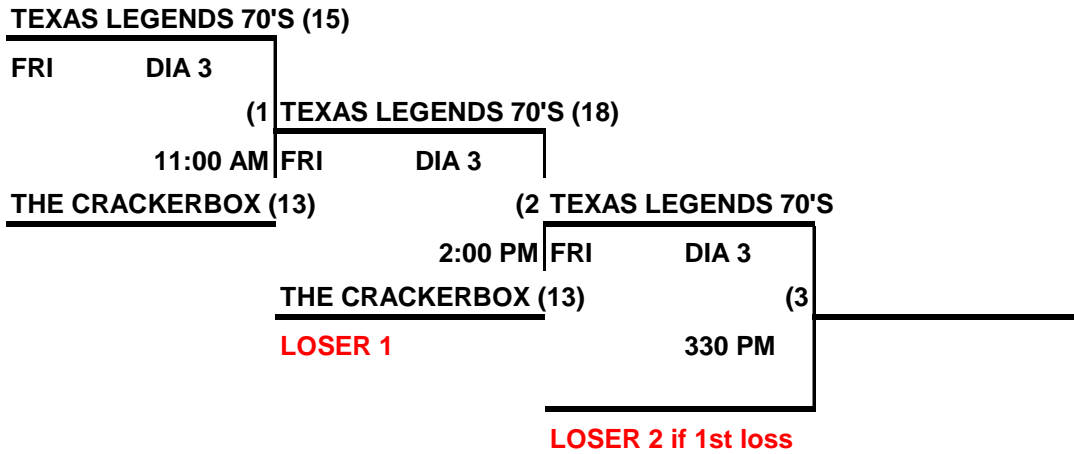 TEXAS LEGENDS 70'S (15)
FRI DIA 3
(1 TEXAS LEGENDS 70'S (18)
11:00 AM FRI DIA 3
THE CRACKERBOX (13) (2 TEXAS LEGENDS 70'S
2:00 PM FRI DIA 3
THE CRACKERBOX (13) (3
LOSER 1 330 PM
LOSER 2 if 1st loss